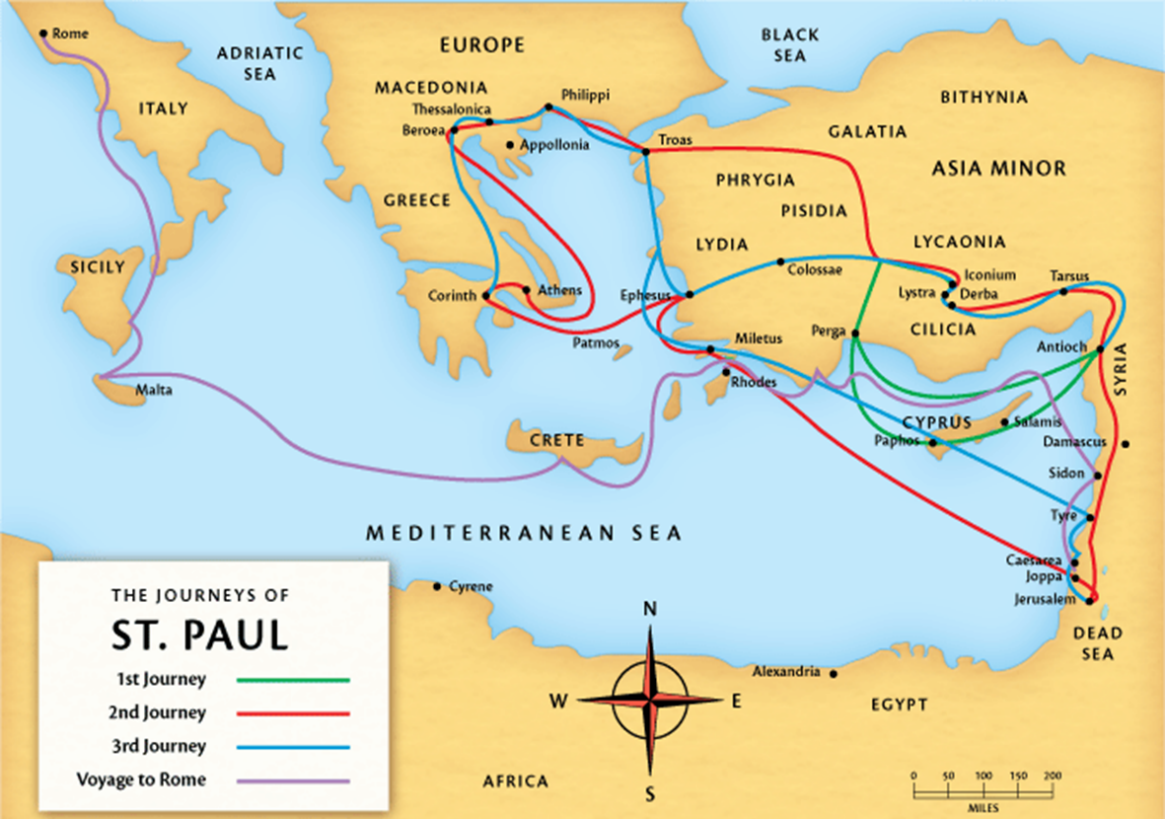 Rome
ADRIATIC
SEA
EUROPE
BLACK
SEA
MACEDONIA
Philippi
BITHYNIA
ITALY
Thessalonica
Beroea
Appollonia
Troas
GALATIA
ASIA MINOR
PHRYGIA
GREECE
PISIDIA
LYDIA
LYCAONIA
SICILY
Colossae
Iconium
Tarsus
Corinth
Athens
Ephesus
Lystra
Derba
CILICIA
Patmos
Miletus
Perga
Antioch
SYRIA
Malta
Rhodes
CRETE
CYPRUS
Salamis
Paphos
Damascus
Sidon
Tyre
MEDITERRANEAN SEA
Caesarea
Joppa
Jerusalem
Cyrene
DEAD
SEA
THE JOURNEYS OF
ST. PAUL
1st Journey
2nd Journey
3rd Journey
Voyage to Rome
N
W
E
S
Alexandria
EGYPT
AFRICA
0 50 100 150 200
MILES